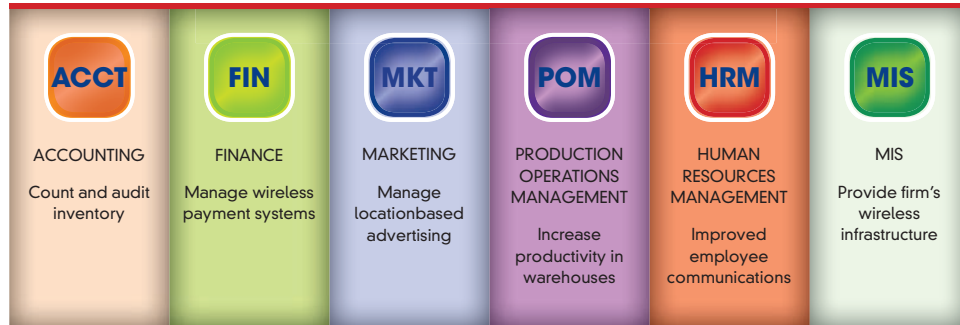 ACCT
ACCOUNTING
Count and audit
inventory
FIN
FINANCE
Manage wireless
payment systems
MKT
MARKETING
Manage
locationbased
advertising
POM
PRODUCTION
OPERATIONS
MANAGEMENT
Increase
productivity in
warehouses
HRM
HUMAN
RESOURCES
MANAGEMENT
Improved
employee
communications
MIS
MIS
Provide firm's
wireless
infrastructure